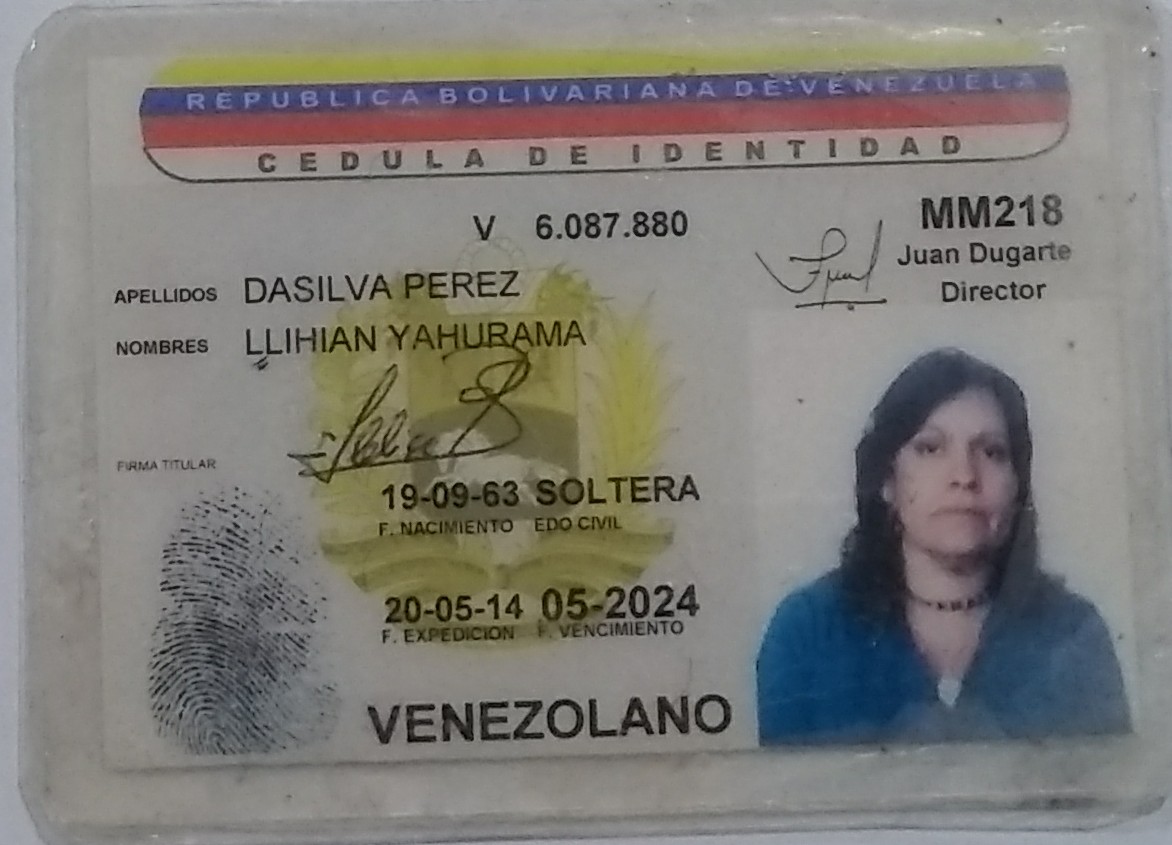 REPUBLICA BOLIVARIANA DE VENEZUELA
CEDULA DE IDENTIDAD
V 6.087.880
MM218
Juan Dugarte
Director
APELLIDOS DASILVA PEREZ
NOMBRES LLIHIAN YAHURAMA
FIRMA TITULAR
19-09-63 SOLTERA
F. NACIMIENTO EDO CIVIL
20-05-14 05-2024
F. EXPEDICION F. VENCIMIENTO
VENEZOLANO